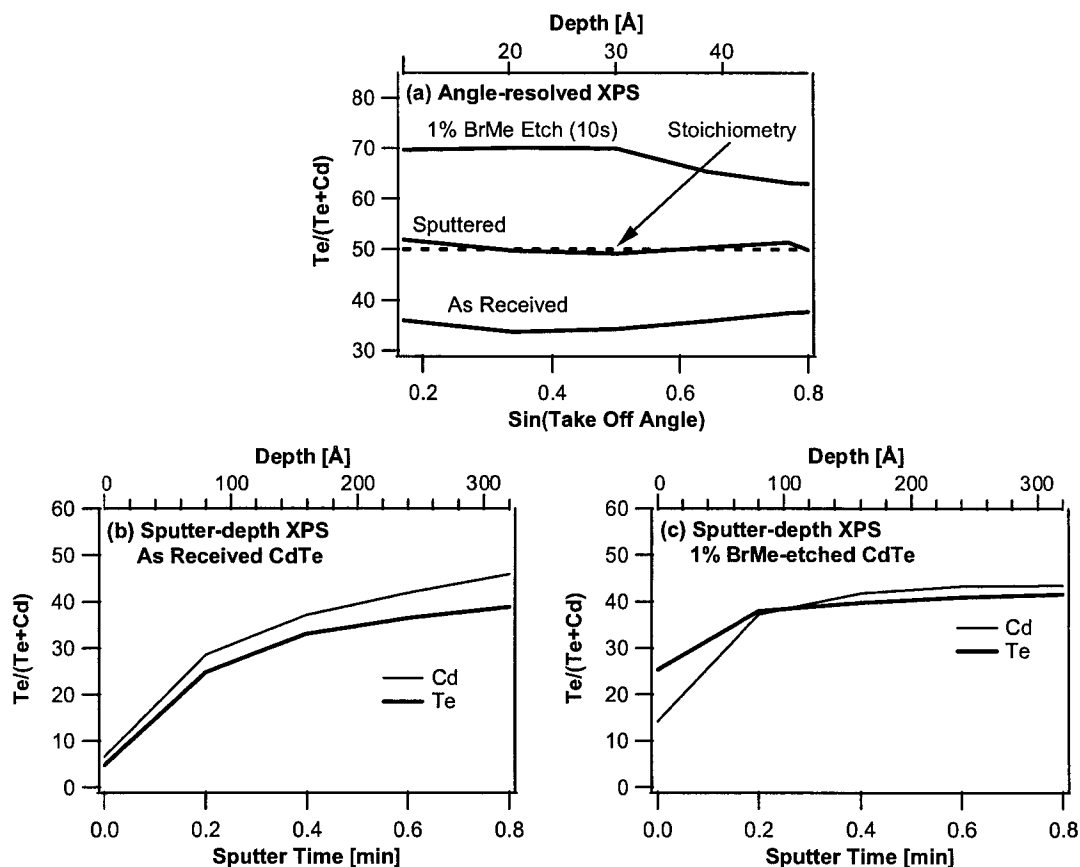 Depth [Å]
20 30 40
(a) Angle-resolved XPS
1% BrMe Etch (10s)
Stoichiometry
Sputtered
As Received
Te/(Te+Cd)
80
70
60
50
40
30
0.2 0.4 0.6 0.8
Sin(Take Off Angle)
Depth [Å]
0 100 200 300
(b) Sputter-depth XPS
As Received CdTe
Cd
Te
Te/(Te+Cd)
60
50
40
30
20
10
0
0.0 0.2 0.4 0.6 0.8
Sputter Time [min]
Depth [Å]
0 100 200 300
(c) Sputter-depth XPS
1% BrMe-etched CdTe
Cd
Te
Te/(Te+Cd)
60
50
40
30
20
10
0
0.0 0.2 0.4 0.6 0.8
Sputter Time [min]